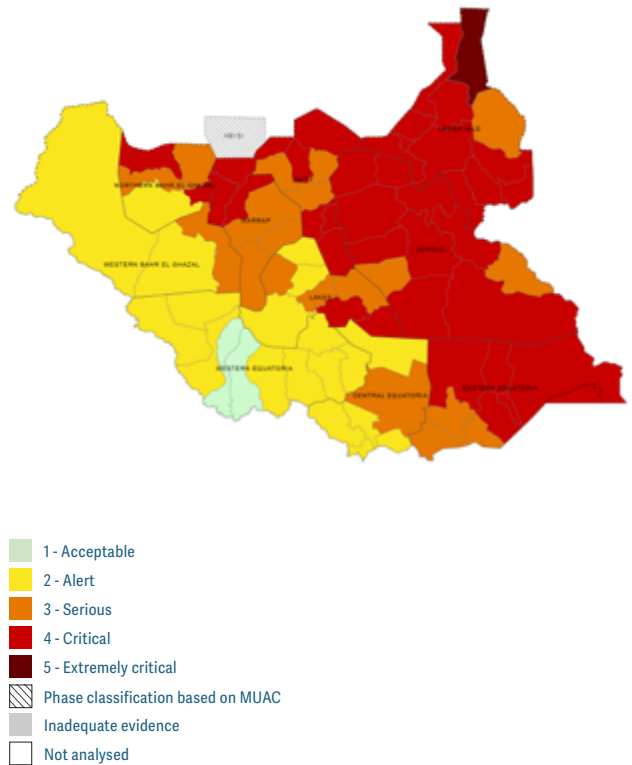 ABYEI
UPPER NILE
UNITY
NORTHERN BAHR EL GHAZAL
WARRAP
JONGLEI
WESTERN BAHR EL GHAZAL
LAKES
WESTERN EQUATORIA
EASTERN EQUATORIA
CENTRAL EQUATORIA
1 - Acceptable
2 - Alert
3 - Serious
4 - Critical
5 - Extremely critical
Phase classification based on MUAC
Inadequate evidence
Not analysed